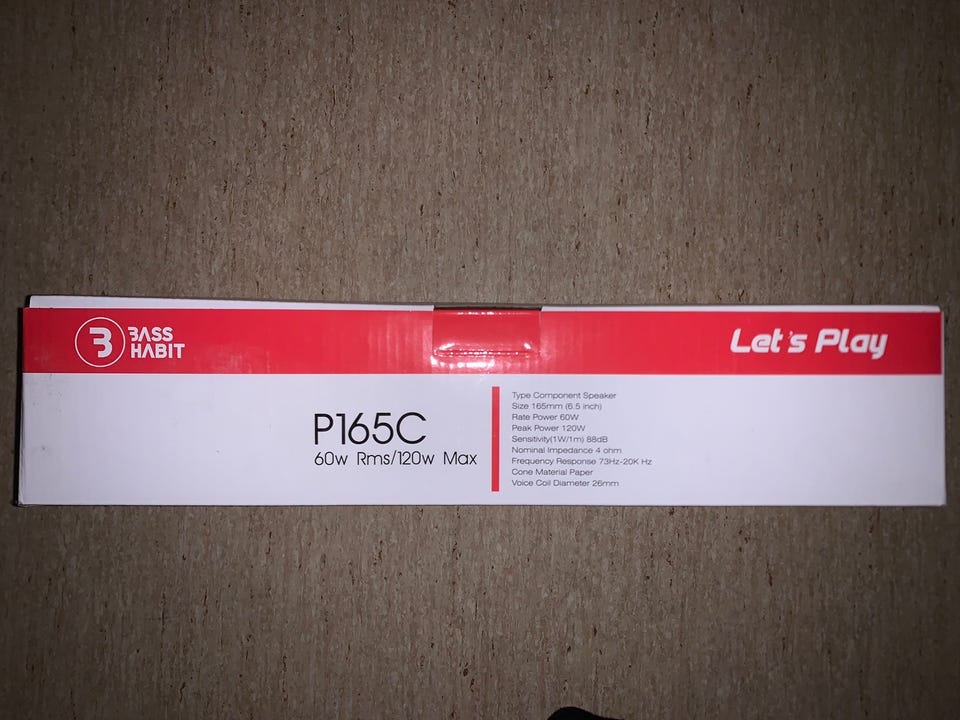 BASS
HABIT
Let's Play
P165C
60w Rms/120w Max
Type Component Speaker
Size 165mm (6.5 inch)
Rate Power 60W
Peak Power 120W
Sensitivity(1W/1m) 88dB
Nominal Impedance 4 ohm
Frequency Response 73Hz-20K Hz
Cone Material Paper
Voice Coil Diameter 26mm